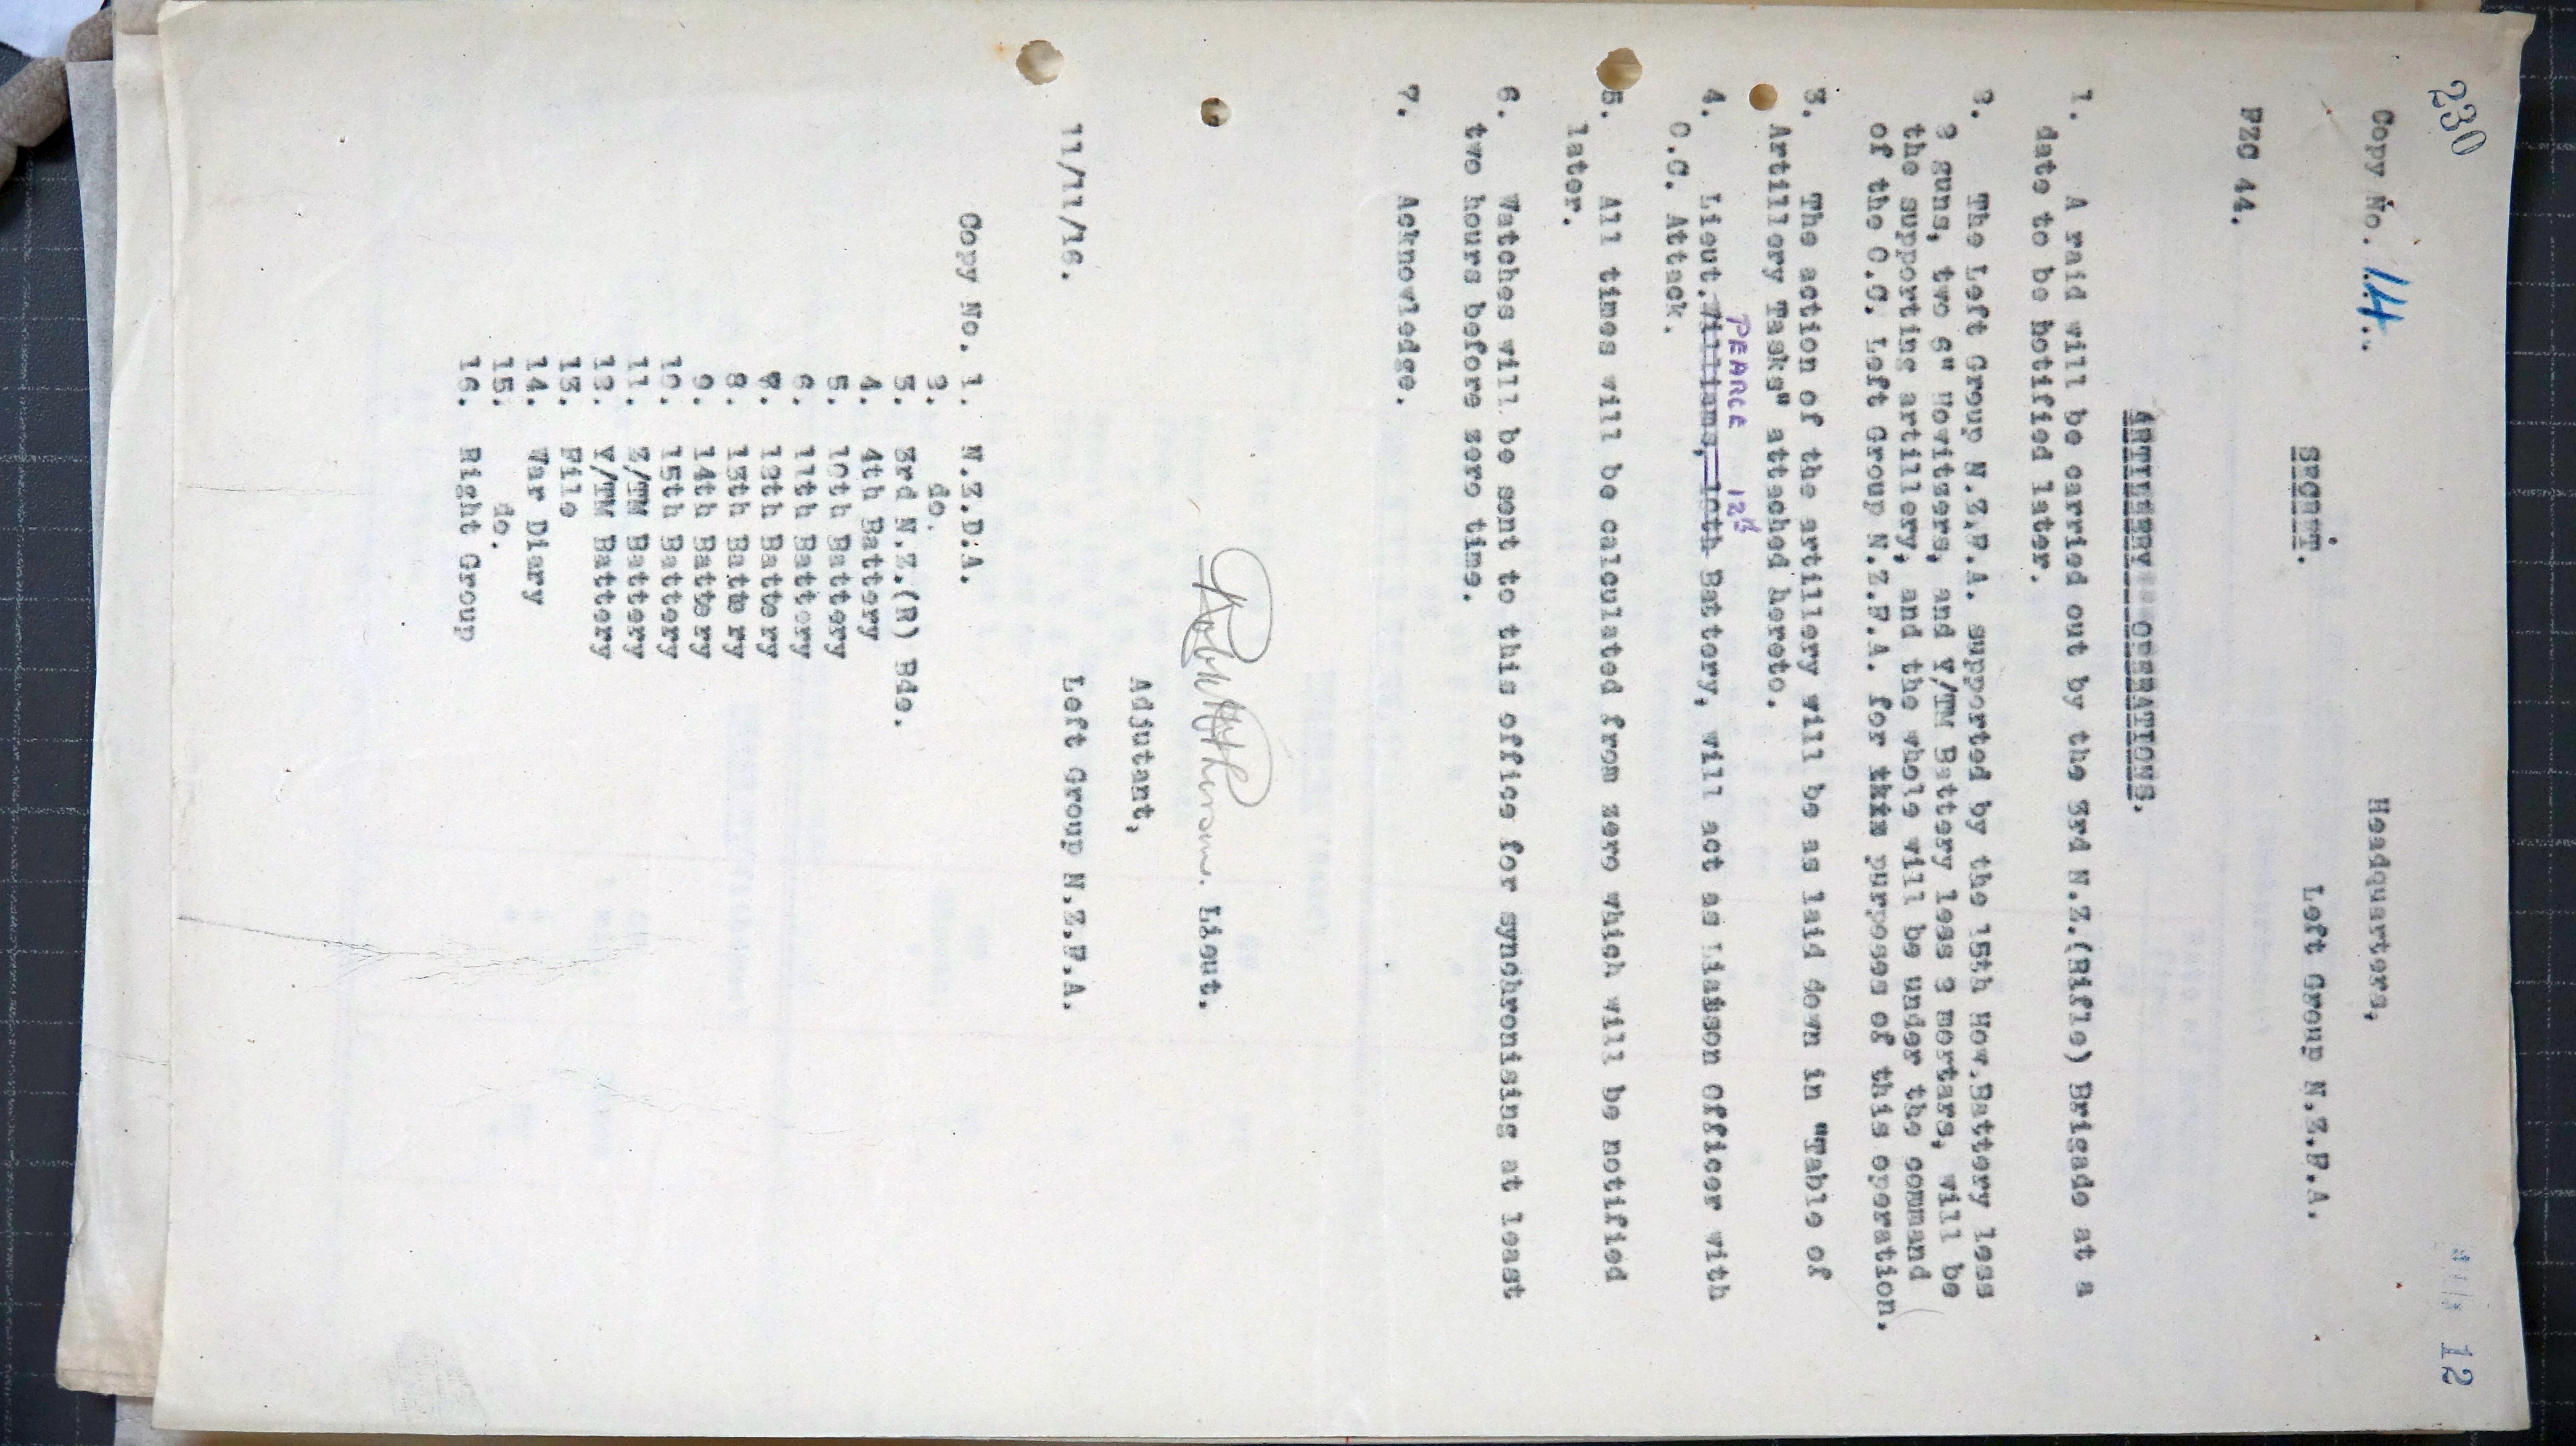 230
12
Copy No. 14.
Headquarters,
Left Group N.Z.F.A.
SECRET.
FZC 44.
ARTILLERY OPERATIONS.
1. A raid will be carried out by the 3rd N.Z.(Rifle) Brigade at a
date to be notified later.
2. The Left Group N.Z.F.A. supported by the 15th How.Battery less
2 guns, two 6" Howitzers, and Y/TM Battery less 2 mortars, will be
the supporting artillery, and the whole will be under the command
of the O.C. Left Group N.Z.F.A. for this purposes of this operation.
3. The action of the artillery will be as laid down in "Table of
Artillery Tasks" attached hereto.
PEARCE 12th
4. Lieut. Williams, 10th Battery, will act as Liaison Officer with
O.C. Attack.
5. All times will be calculated from zero which will be notified
later.
6. Watches will be sent to this office for synchronising at least
two hours before zero time.
7. Acknowledge.
Lieut.
Adjutant,
11/11/16. Left Group N.Z.F.A.
Copy No. 1. N.Z.D.A.
2. do.
3. 3rd N.Z.(R) Bde.
4. 4th Battery
5. 10th Battery
6. 11th Battery
7. 12th Battery
8. 13th Battery
9. 14th Battery
10. 15th Battery
11. Z/TM Battery
12. Y/TM Battery
13. File
14. War Diary
15. do.
16. Right Group